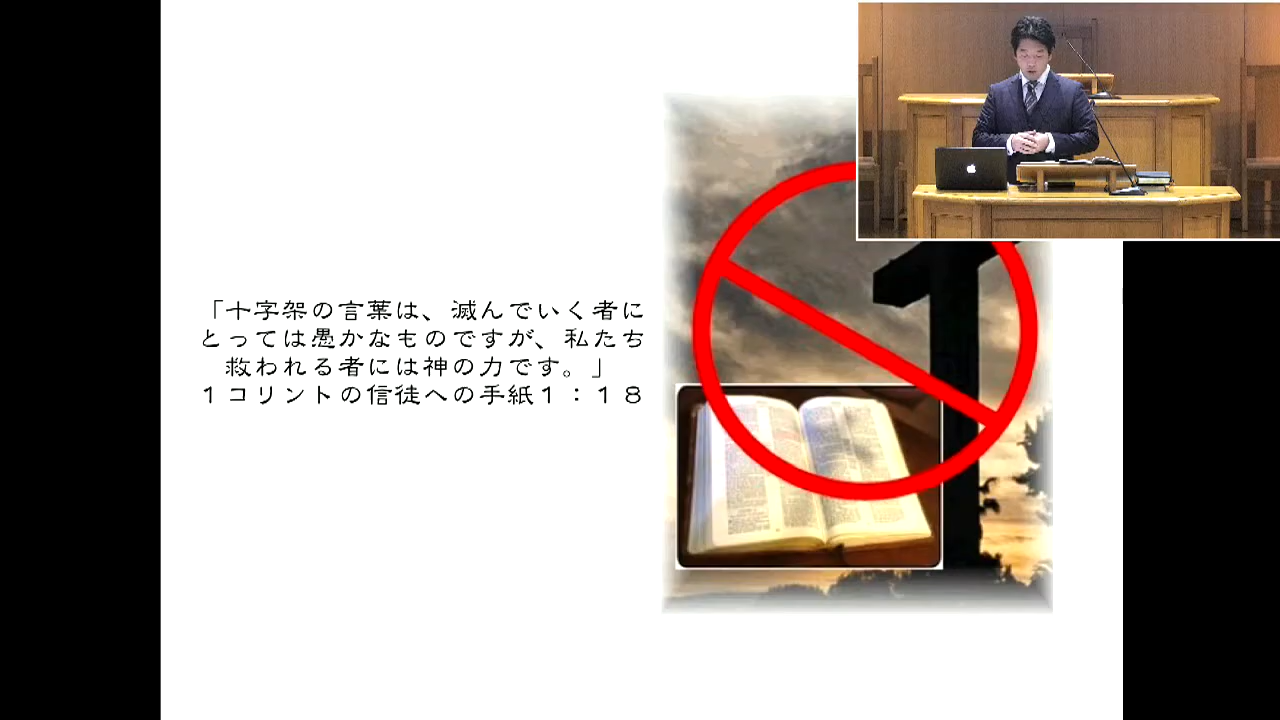 「十字架の言葉は、滅んでいく者に
とっては愚かなものですが、私たち
救われる者には神の力です。」
１コリントの信徒への手紙１：１８